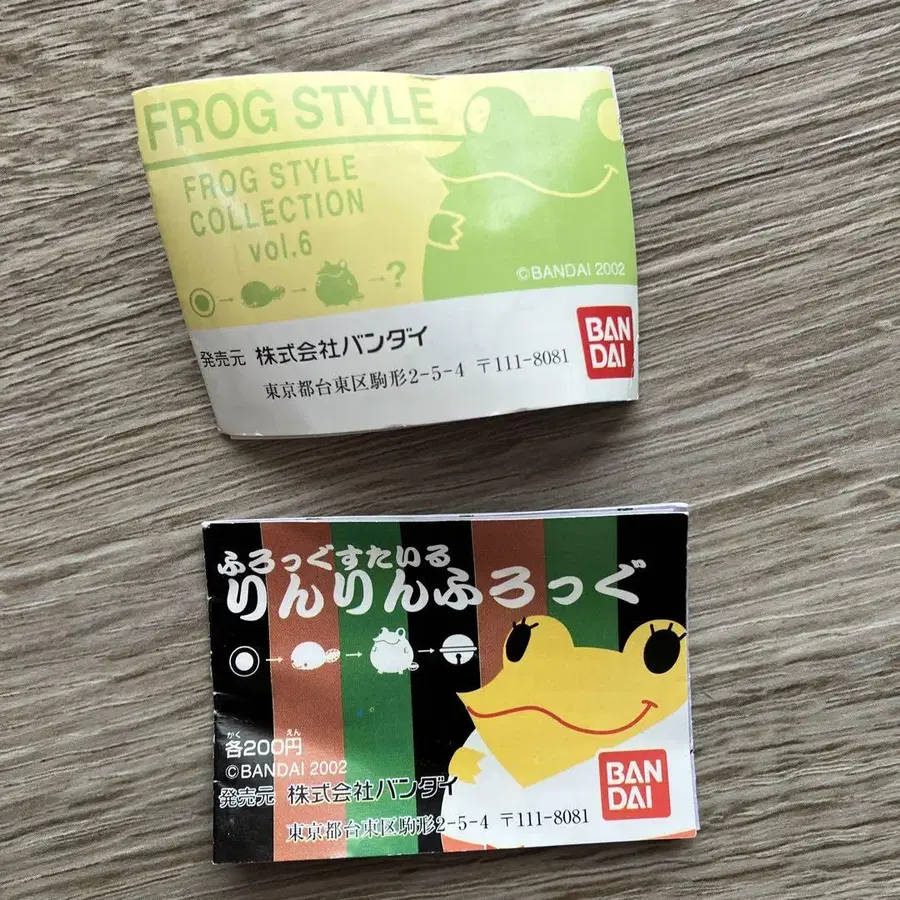 FROG STYLE
FROG STYLE
COLLECTION
vol.6
?
©BANDAI 2002
発売元 株式会社バンダイ
東京都台東区駒形2-5-4 〒111-8081
BAN
DAI
ふろっぐすたいる
りんりんふろっぐ
かく えん
各200円
©BANDAI 2002
発売元 株式会社バンダイ
東京都台東区駒形2-5-4 〒111-8081
BAN
DAI